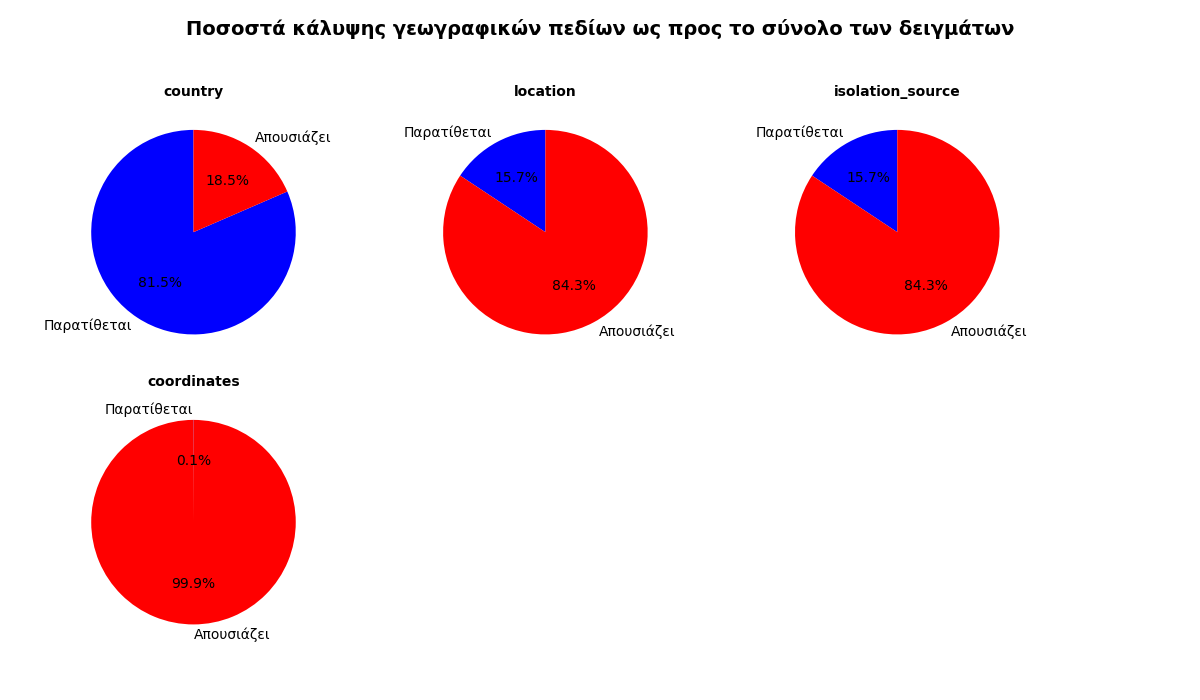 Ποσοστά κάλυψης γεωγραφικών πεδίων ως προς το σύνολο των δειγμάτων
country
Απουσιάζει
18.5%
81.5%
Παρατίθεται
location
Παρατίθεται
15.7%
84.3%
Απουσιάζει
isolation_source
Παρατίθεται
15.7%
84.3%
Απουσιάζει
coordinates
Παρατίθεται
0.1%
99.9%
Απουσιάζει